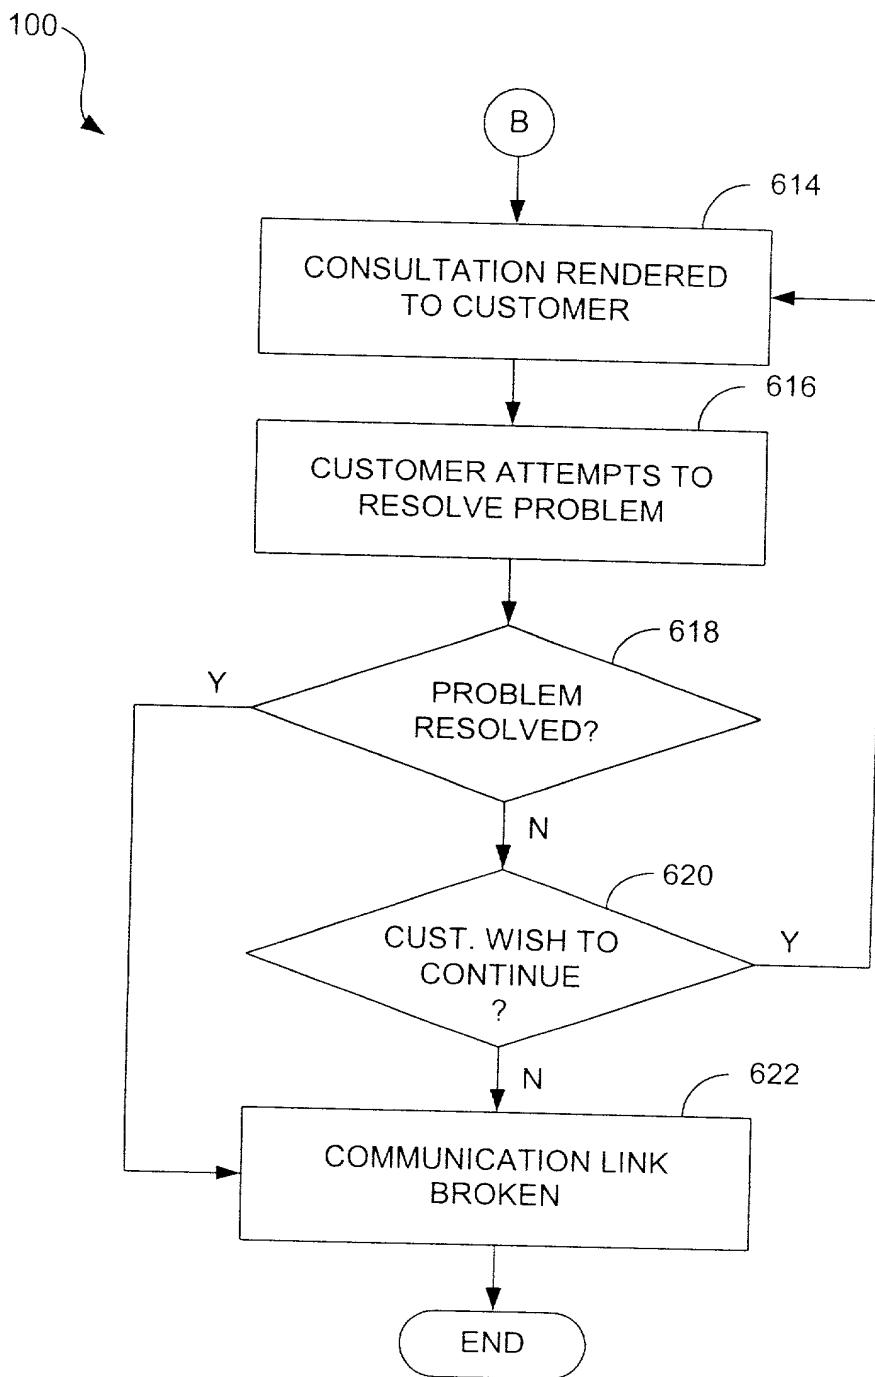 100
B
614
CONSULTATION RENDERED
TO CUSTOMER
616
CUSTOMER ATTEMPTS TO
RESOLVE PROBLEM
618
Y
PROBLEM
RESOLVED?
N
620
CUST. WISH TO
CONTINUE
?
Y
N
622
COMMUNICATION LINK
BROKEN
END